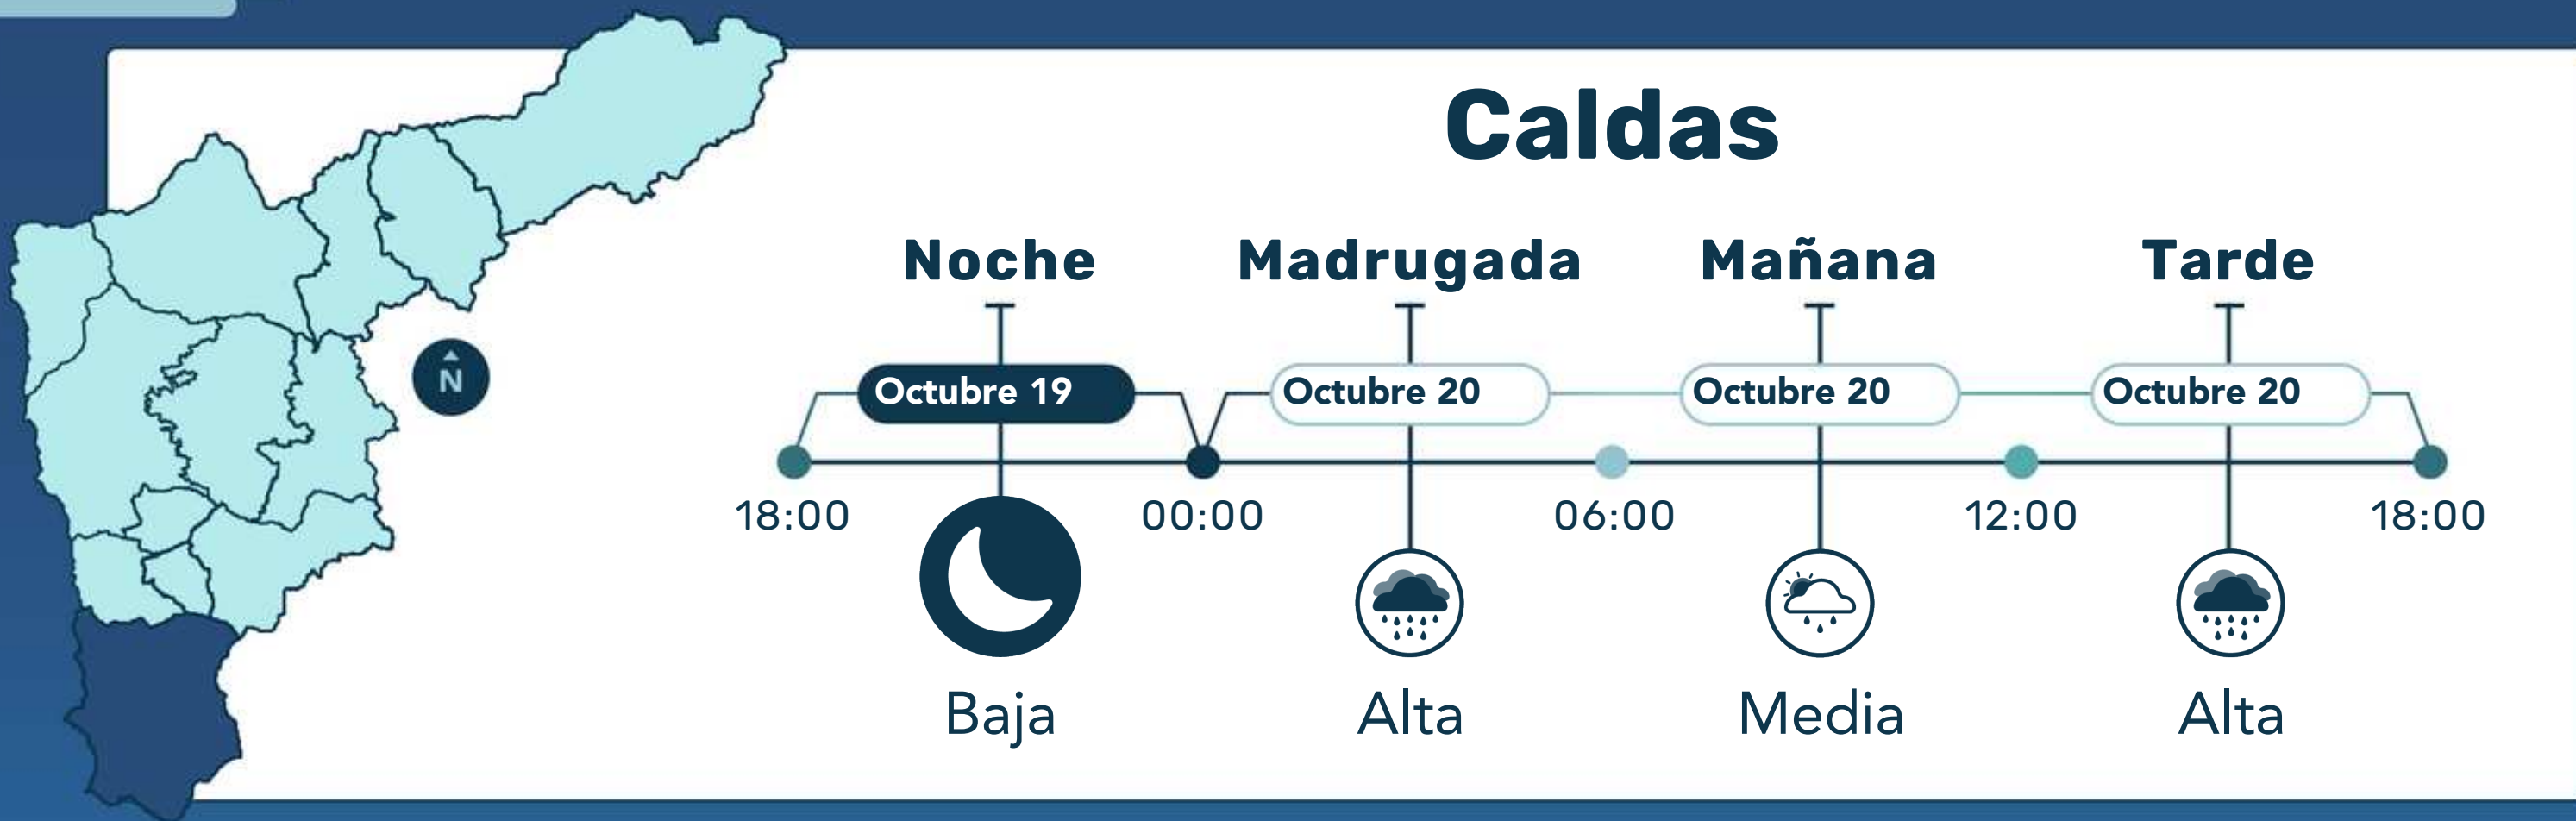 Caldas
Noche Madrugada Mañana Tarde
N
Octubre 19 Octubre 20 Octubre 20 Octubre 20
18:00 00:00 06:00 12:00 18:00
Baja Alta Media Alta